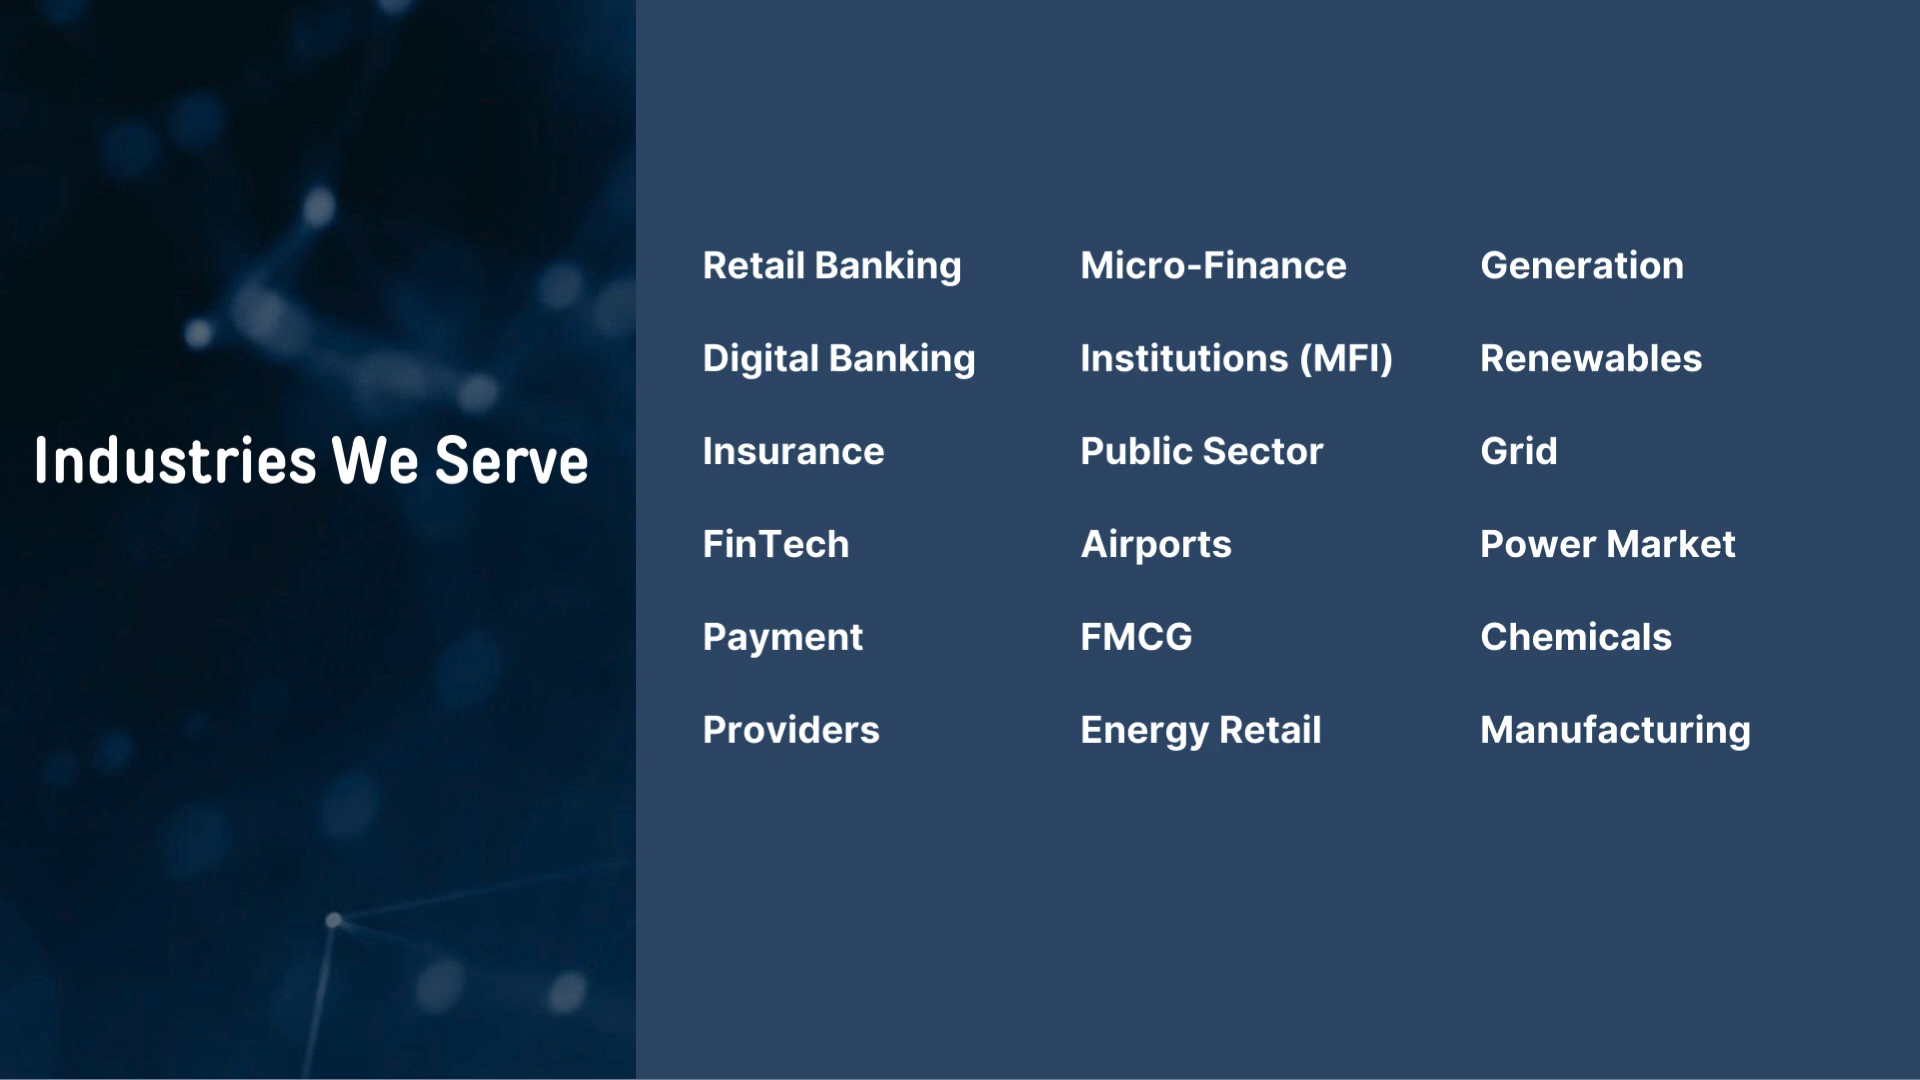 Industries We Serve
Retail Banking
Digital Banking
Insurance
FinTech
Payment
Providers
Micro-Finance
Institutions (MFI)
Public Sector
Airports
FMCG
Energy Retail
Generation
Renewables
Grid
Power Market
Chemicals
Manufacturing